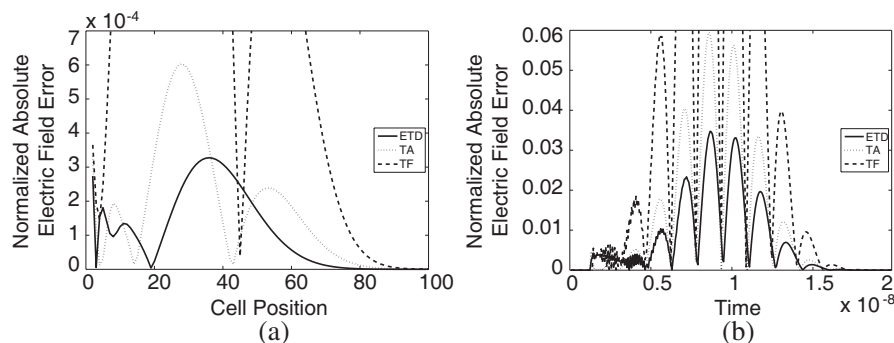 x 10⁻⁴
7
6
5
4
3
2
1
0
0 20 40 60 80 100
Normalized Absolute
Electric Field Error
Cell Position
ETD
TA
TF
(a)
0.06
0.05
0.04
0.03
0.02
0.01
0
0 0.5 1 1.5 2
x 10⁻⁸
Normalized Absolute
Electric Field Error
Time
ETD
TA
TF
(b)